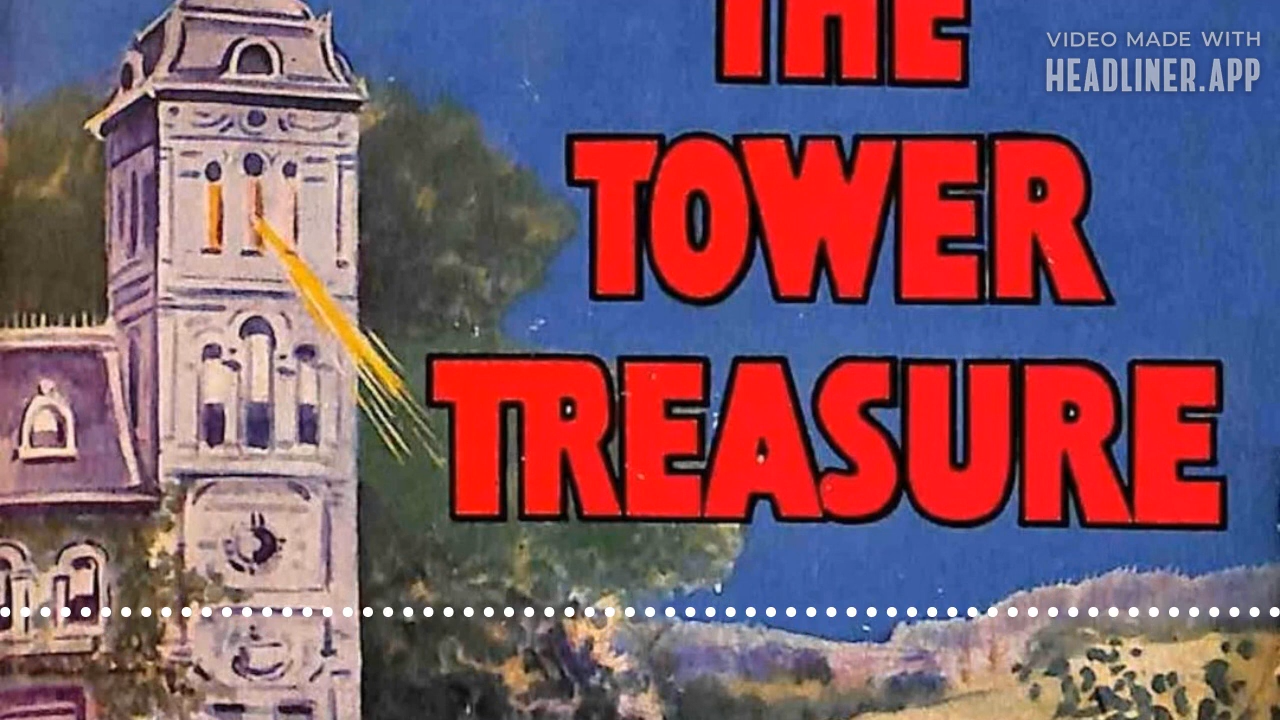 THE
TOWER
TREASURE
VIDEO MADE WITH
HEADLINER.APP